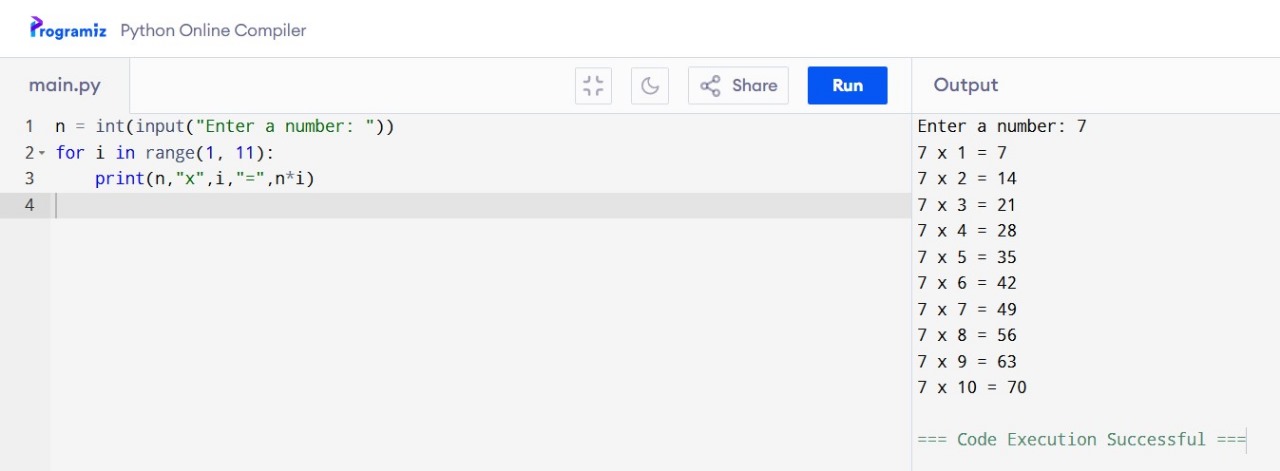 Programiz Python Online Compiler
main.py
Share
Run
Output
1 n = int(input("Enter a number: "))
2 for i in range(1, 11):
3     print(n,"x",i,"=",n*i)
4
Enter a number: 7
7 x 1 = 7
7 x 2 = 14
7 x 3 = 21
7 x 4 = 28
7 x 5 = 35
7 x 6 = 42
7 x 7 = 49
7 x 8 = 56
7 x 9 = 63
7 x 10 = 70
=== Code Execution Successful ===